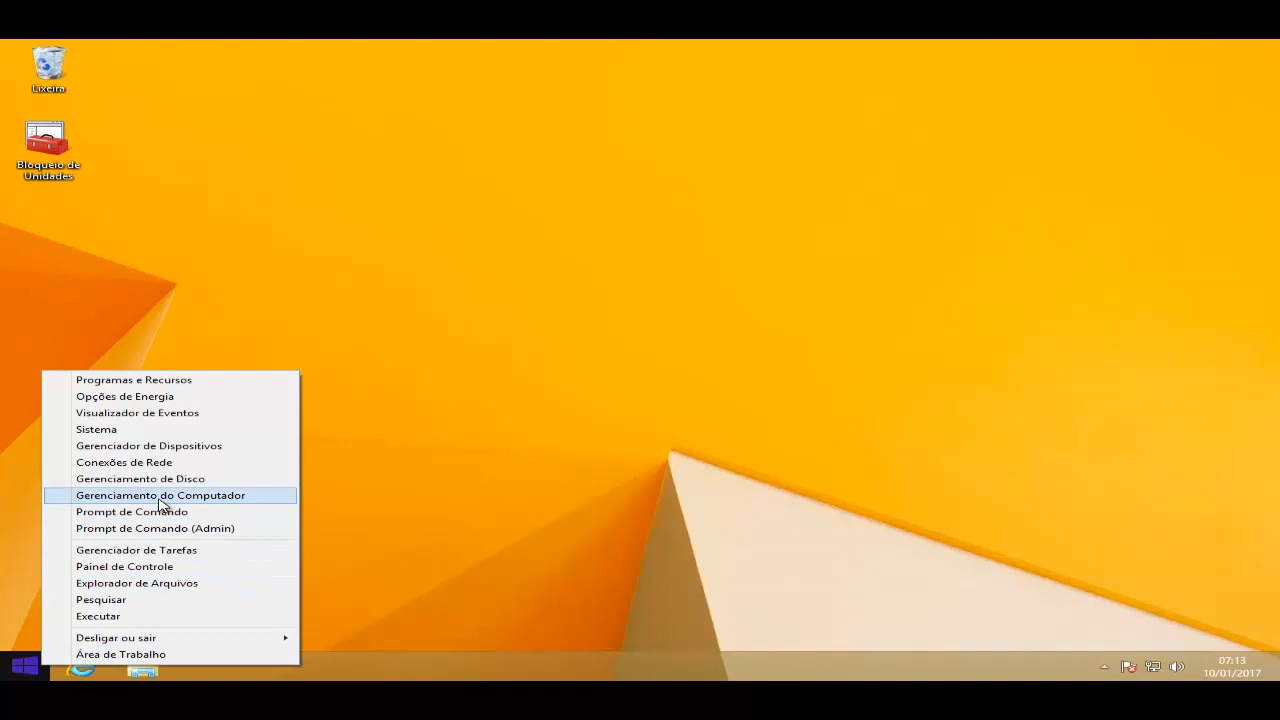 Lixeira
Bloqueio de
Unidades
Programas e Recursos
Opções de Energia
Visualizador de Eventos
Sistema
Gerenciador de Dispositivos
Conexões de Rede
Gerenciamento de Disco
Gerenciamento do Computador
Prompt de Comando
Prompt de Comando (Admin)
Gerenciador de Tarefas
Painel de Controle
Explorador de Arquivos
Pesquisar
Executar
Desligar ou sair
Área de Trabalho
07:13
10/01/2017